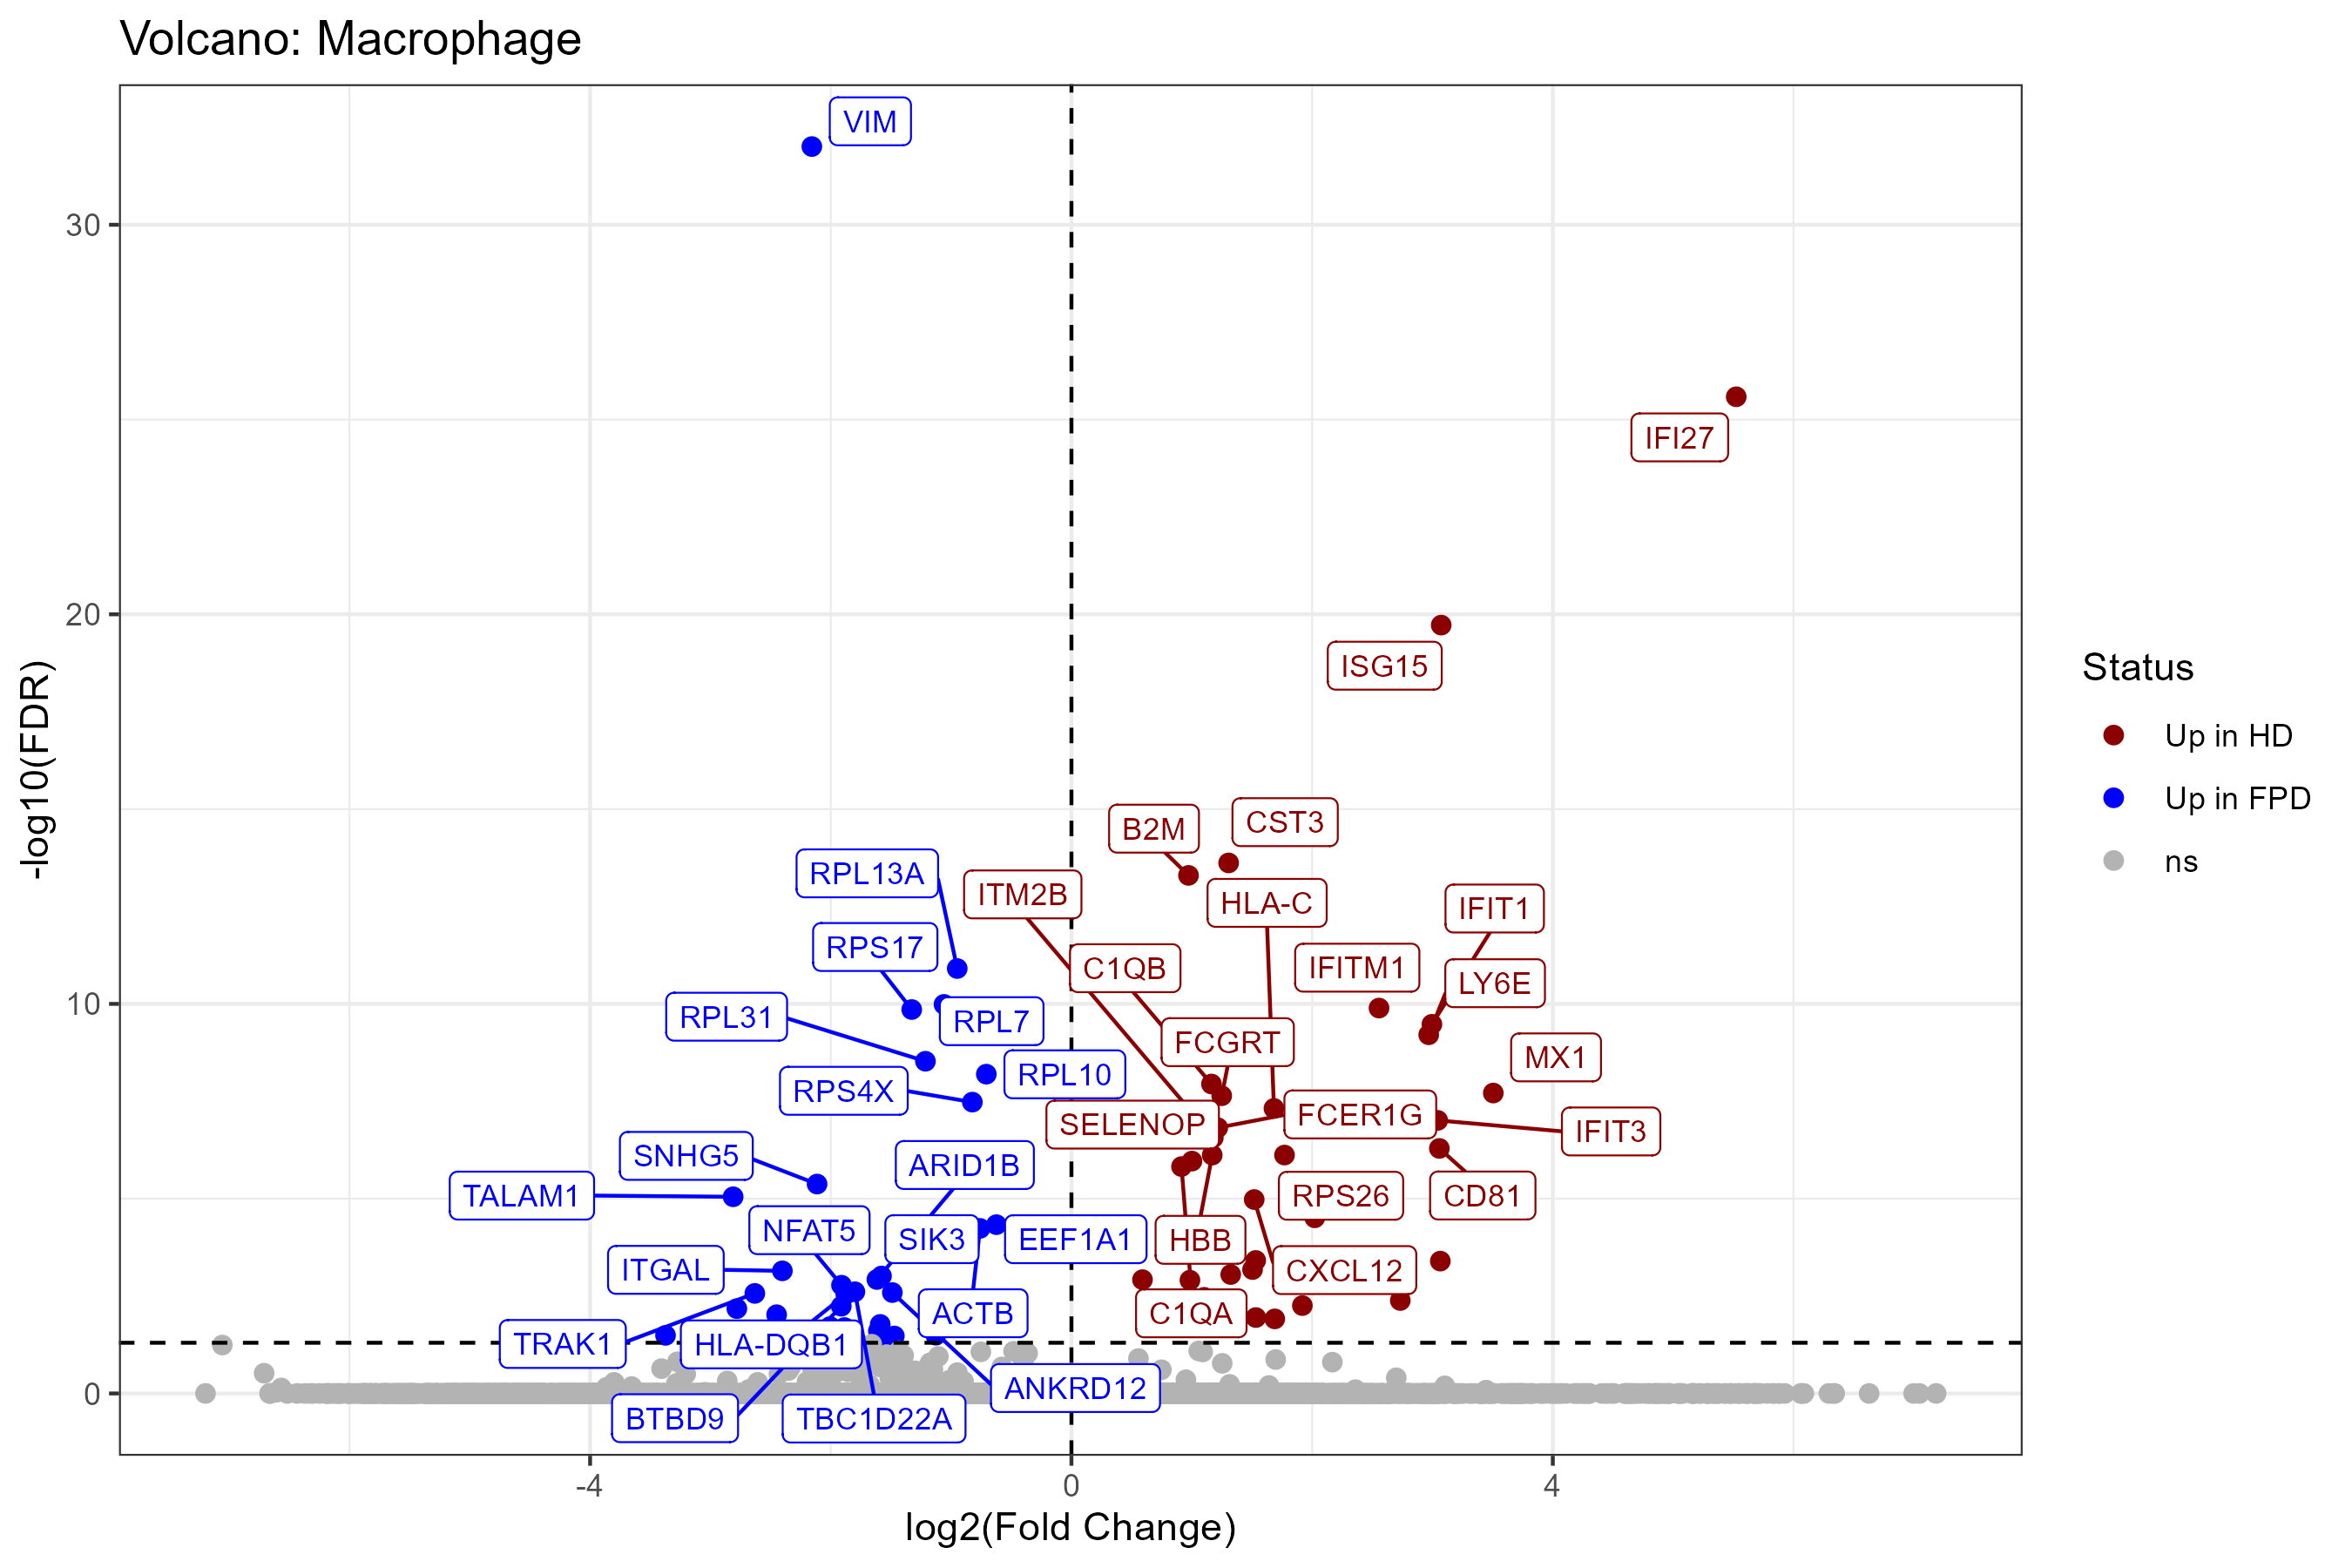 Volcano: Macrophage
-log10(FDR)
30
20
10
0
VIM
IFI27
ISG15
B2M
CST3
RPL13A
ITM2B
HLA-C
IFIT1
RPS17
C1QB
IFITM1
LY6E
RPL31
RPL7
FCGRT
MX1
RPL10
RPS4X
SELENOP
FCER1G
IFIT3
SNHG5
ARID1B
TALAM1
RPS26
CD81
NFAT5
SIK3
EEF1A1
HBB
ITGAL
CXCL12
ACTB
C1QA
TRAK1
HLA-DQB1
ANKRD12
BTBD9
TBC1D22A
-4
0
4
log2(Fold Change)
Status
Up in HD
Up in FPD
ns